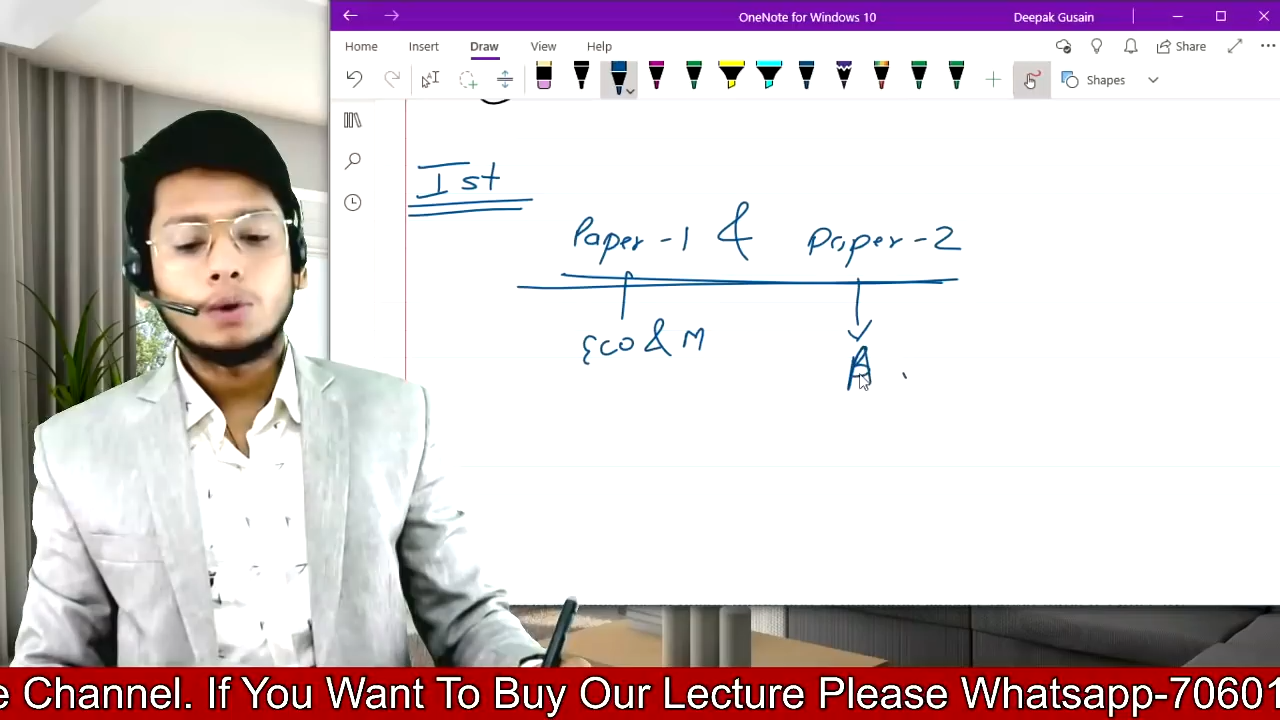 OneNote for Windows 10
Deepak Gusain
Home Insert Draw View Help
Share
Shapes
Ist
Paper - 1 & Paper - 2
Eco & M
A
e Channel. If You Want To Buy Our Lecture Please Whatsapp-70601